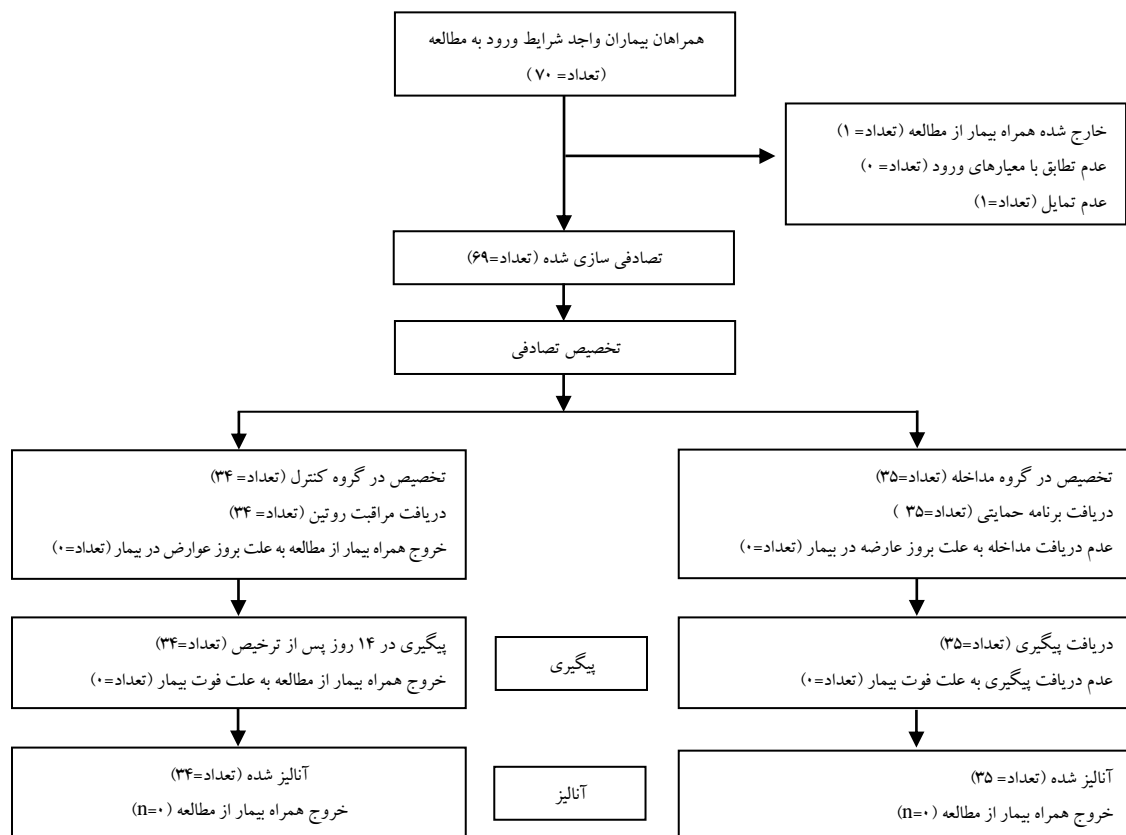 همراهان بیماران واجد شرایط ورود به مطالعه
(تعداد= ۷۰ )
خارج شده همراه بیمار از مطالعه (تعداد= ۱)
عدم تطابق با معیارهای ورود (تعداد= ۰)
عدم تمایل (تعداد=۱)
تصادفی سازی شده (تعداد=۶۹)
تخصیص تصادفی
تخصیص در گروه مداخله (تعداد=۳۵)
دریافت برنامه حمایتی (تعداد=۳۵ )
عدم دریافت مداخله به علت بروز عارضه در بیمار (تعداد=۰)
تخصیص در گروه کنترل (تعداد= ۳۴)
دریافت مراقبت روتین (تعداد= ۳۴)
خروج همراه بیمار از مطالعه به علت بروز عوارض در بیمار (تعداد=۰)
دریافت پیگیری (تعداد=۳۵)
عدم دریافت پیگیری به علت فوت بیمار (تعداد=۰)
پیگیری
پیگیری در ۱۴ روز پس از ترخیص (تعداد=۳۴)
خروج همراه بیمار از مطالعه به علت فوت بیمار (تعداد=۰)
آنالیز شده (تعداد= ۳۵)
خروج همراه بیمار از مطالعه (n=۰)
آنالیز
آنالیز شده (تعداد=۳۴)
خروج همراه بیمار از مطالعه (n=۰)